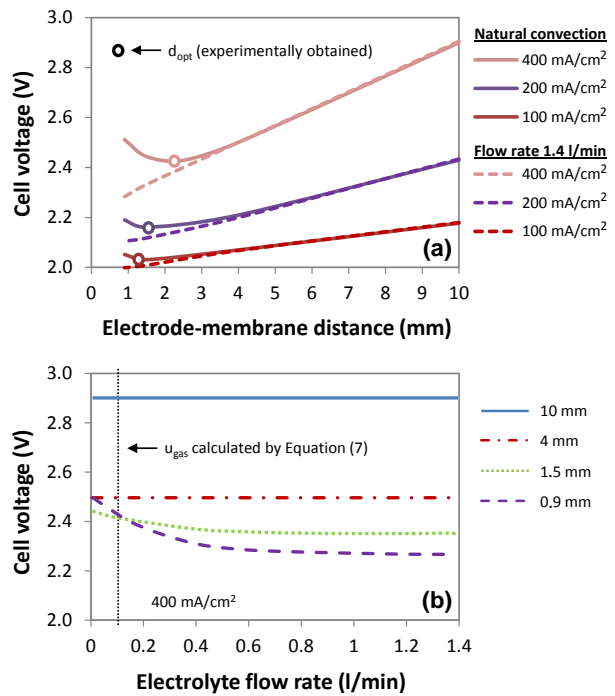 (a)
d_opt (experimentally obtained)
Cell voltage (V)
3.0
2.8
2.6
2.4
2.2
2.0
0 1 2 3 4 5 6 7 8 9 10
Electrode-membrane distance (mm)
Natural convection
400 mA/cm²
200 mA/cm²
100 mA/cm²
Flow rate 1.4 l/min
400 mA/cm²
200 mA/cm²
100 mA/cm²
Cell voltage (V)
3.0
2.8
2.6
2.4
2.2
2.0
u_gas calculated by Equation (7)
400 mA/cm²
(b)
0 0.2 0.4 0.6 0.8 1 1.2 1.4
Electrolyte flow rate (l/min)
10 mm
4 mm
1.5 mm
0.9 mm